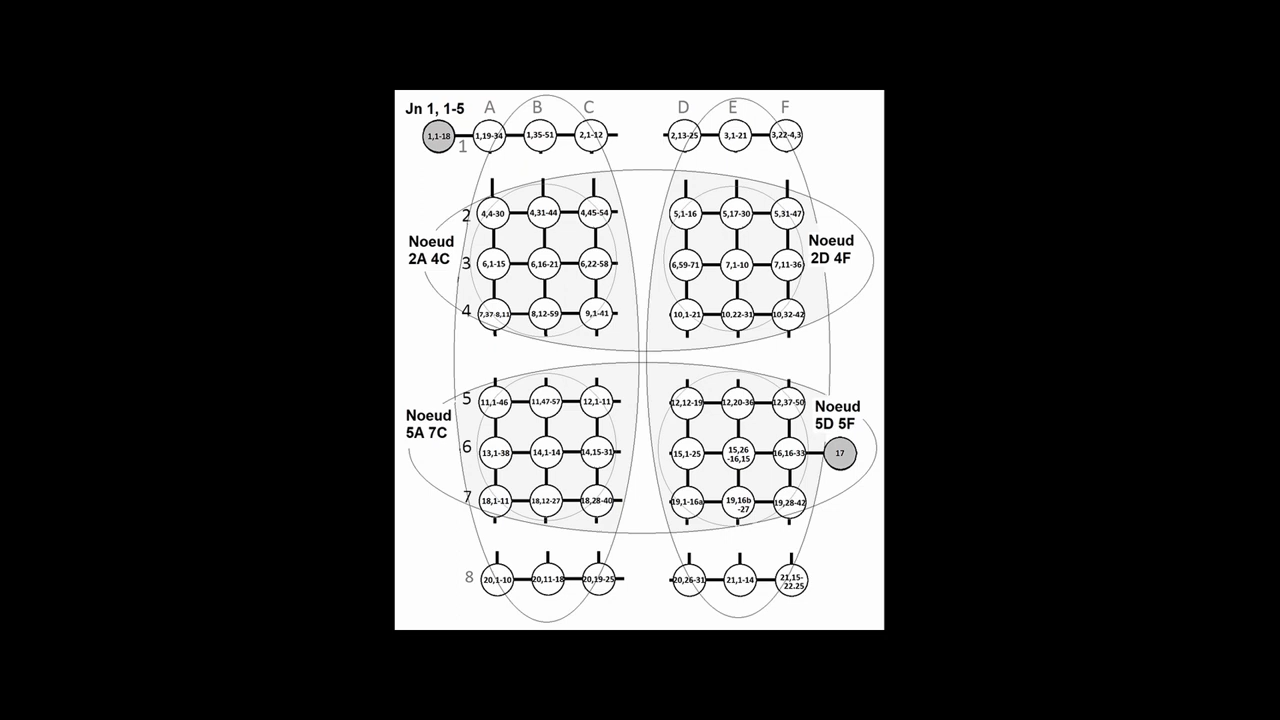 Jn 1, 1-5 A B C D E F
1,1-18 1 1,19-34 1,35-51 2,1-12 2,13-25 3,1-21 3,22-4,3
2 4,4-30 4,31-44 4,45-54 5,1-16 5,17-30 5,31-47
Noeud
2A 4C
Noeud
2D 4F
3 6,1-15 6,16-21 6,22-58 6,59-71 7,1-10 7,11-36
4 7,37-8,11 8,12-59 9,1-41 10,1-21 10,22-31 10,32-42
5 11,1-46 11,47-57 12,1-11 12,12-19 12,20-36 12,37-50
Noeud
5A 7C
Noeud
5D 5F
6 13,1-38 14,1-14 14,15-31 15,1-25 15,26
-16,15 16,16-33 17
7 18,1-11 18,12-27 18,28-40 19,1-16a 19,16b
-27 19,28-42
8 20,1-10 20,11-18 20,19-25 20,26-31 21,1-14 21,15-
22.25